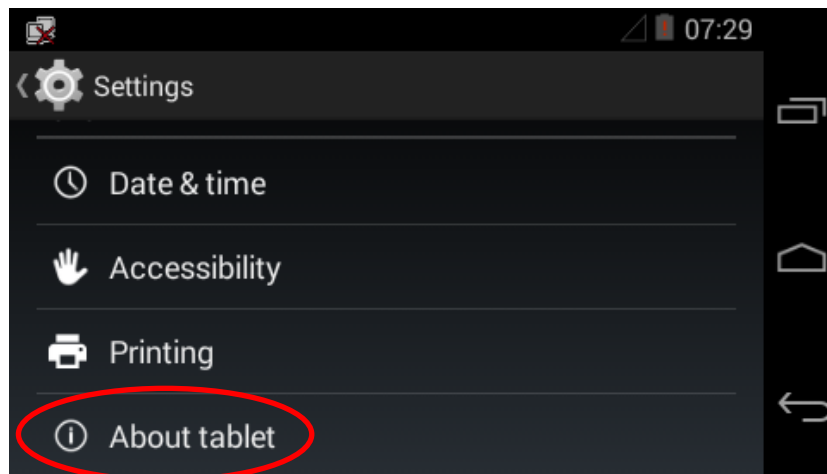 07:29
Settings
Date & time
Accessibility
Printing
About tablet